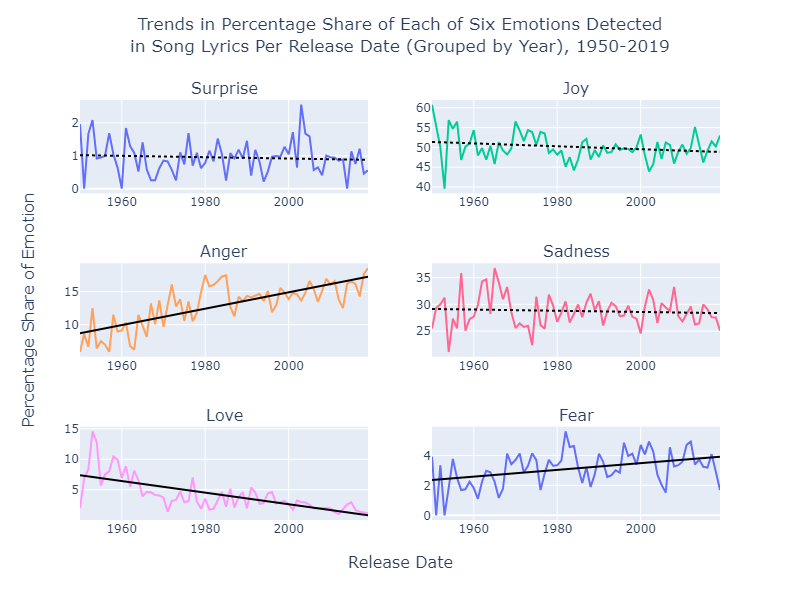 Trends in Percentage Share of Each of Six Emotions Detected
in Song Lyrics Per Release Date (Grouped by Year), 1950-2019
Surprise
2
1
0
1960 1980 2000
Joy
60
55
50
45
40
1960 1980 2000
Anger
15
10
1960 1980 2000
Sadness
35
30
25
1960 1980 2000
Love
15
10
5
1960 1980 2000
Fear
4
2
0
1960 1980 2000
Percentage Share of Emotion
Release Date